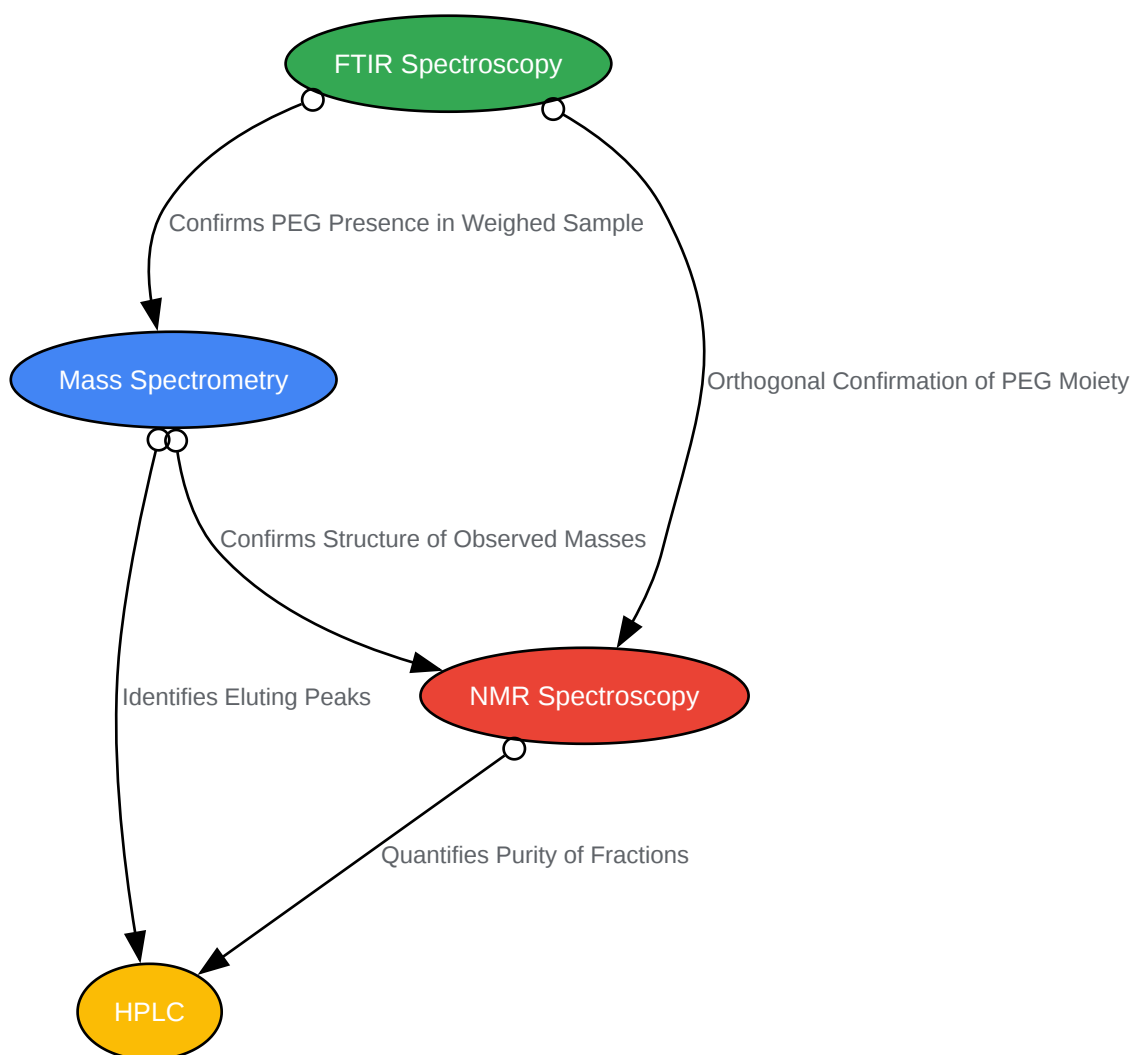 FTIR Spectroscopy
Confirms PEG Presence in Weighed Sample
Mass Spectrometry
Orthogonal Confirmation of PEG Moiety
Confirms Structure of Observed Masses
Identifies Eluting Peaks
NMR Spectroscopy
Quantifies Purity of Fractions
HPLC